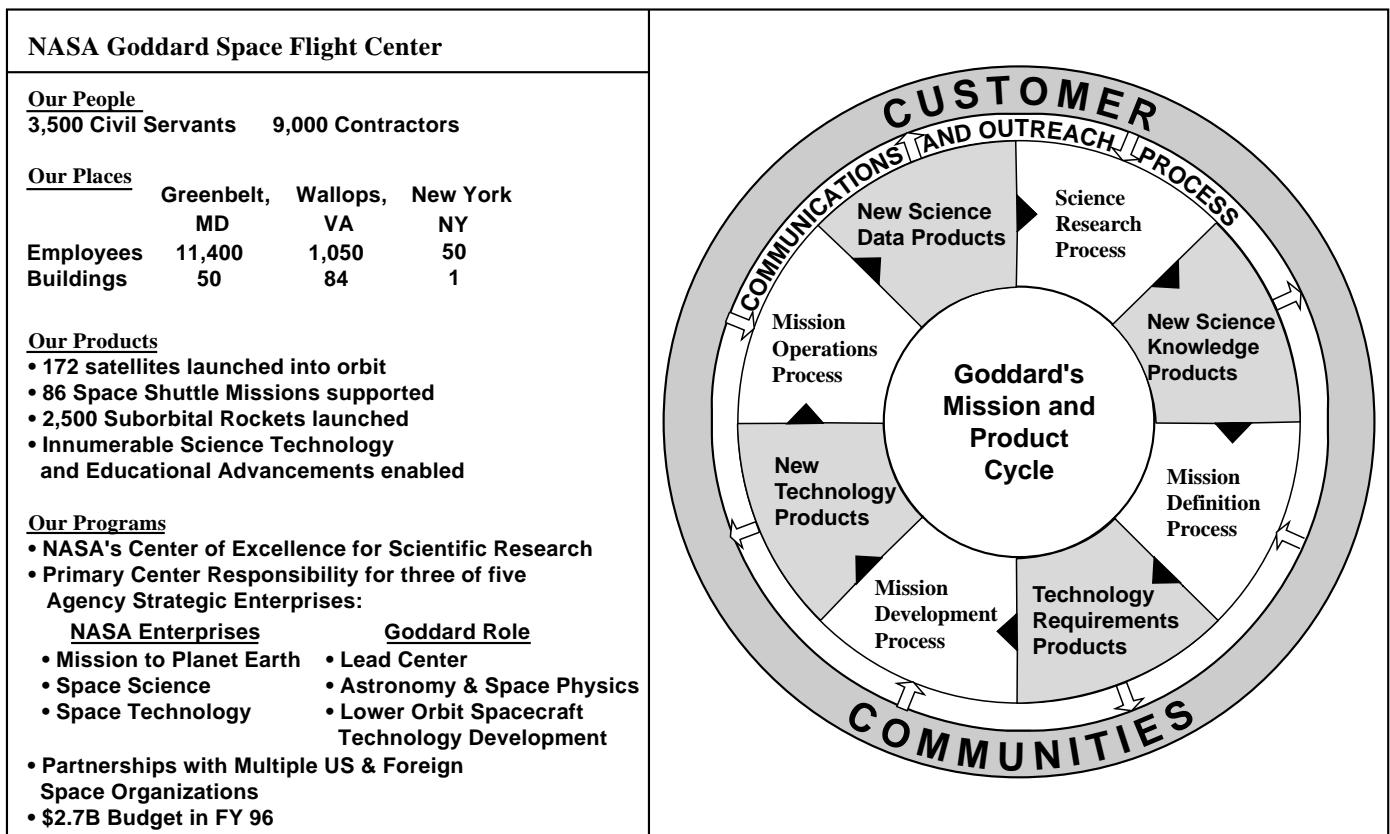 NASA Goddard Space Flight Center
Our People
3,500 Civil Servants 9,000 Contractors
Our Places
Greenbelt, Wallops, New York
MD VA NY
Employees 11,400 1,050 50
Buildings 50 84 1
Our Products
• 172 satellites launched into orbit
• 86 Space Shuttle Missions supported
• 2,500 Suborbital Rockets launched
• Innumerable Science Technology
and Educational Advancements enabled
Our Programs
• NASA's Center of Excellence for Scientific Research
• Primary Center Responsibility for three of five
Agency Strategic Enterprises:
NASA Enterprises Goddard Role
• Mission to Planet Earth • Lead Center
• Space Science • Astronomy & Space Physics
• Space Technology • Lower Orbit Spacecraft
Technology Development
• Partnerships with Multiple US & Foreign
Space Organizations
• $2.7B Budget in FY 96
CUSTOMER
COMMUNICATIONS AND OUTREACH PROCESS
New Science
Data Products
Science
Research
Process
New Science
Knowledge
Products
Mission
Definition
Process
Technology
Requirements
Products
Mission
Development
Process
New
Technology
Products
Mission
Operations
Process
Goddard's
Mission and
Product
Cycle
COMMUNITIES